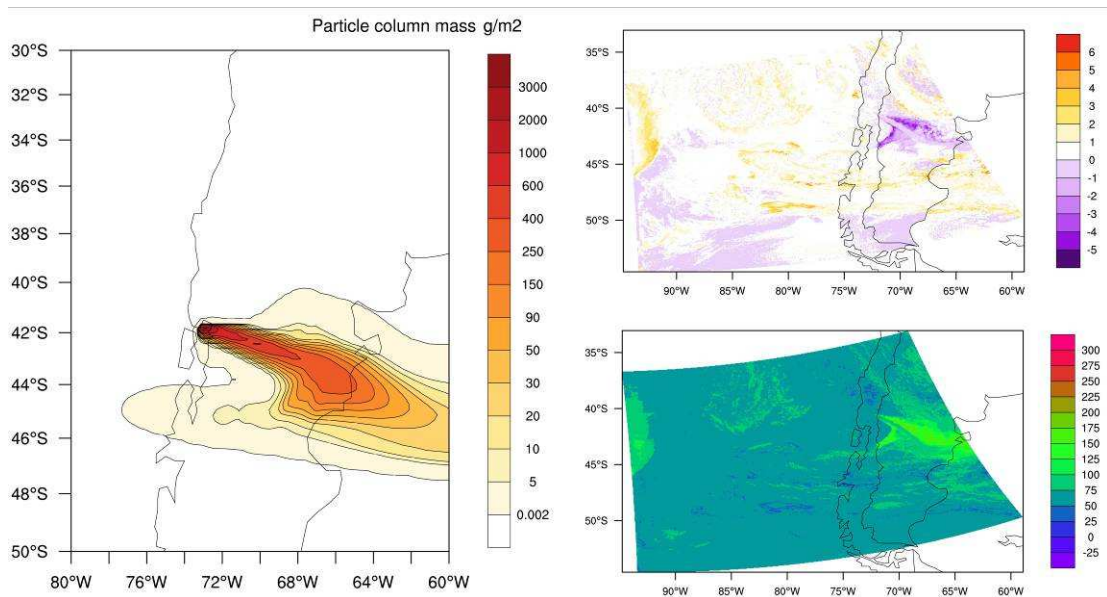 Particle column mass g/m2
30°S
32°S
34°S
36°S
38°S
40°S
42°S
44°S
46°S
48°S
50°S
80°W 76°W 72°W 68°W 64°W 60°W
3000
2000
1000
600
400
250
150
90
50
30
20
10
5
0.002
35°S
40°S
45°S
50°S
90°W 85°W 80°W 75°W 70°W 65°W 60°W
6
5
4
3
2
1
0
-1
-2
-3
-4
-5
35°S
40°S
45°S
50°S
90°W 85°W 80°W 75°W 70°W 65°W 60°W
300
275
250
225
200
175
150
125
100
75
50
25
0
-25